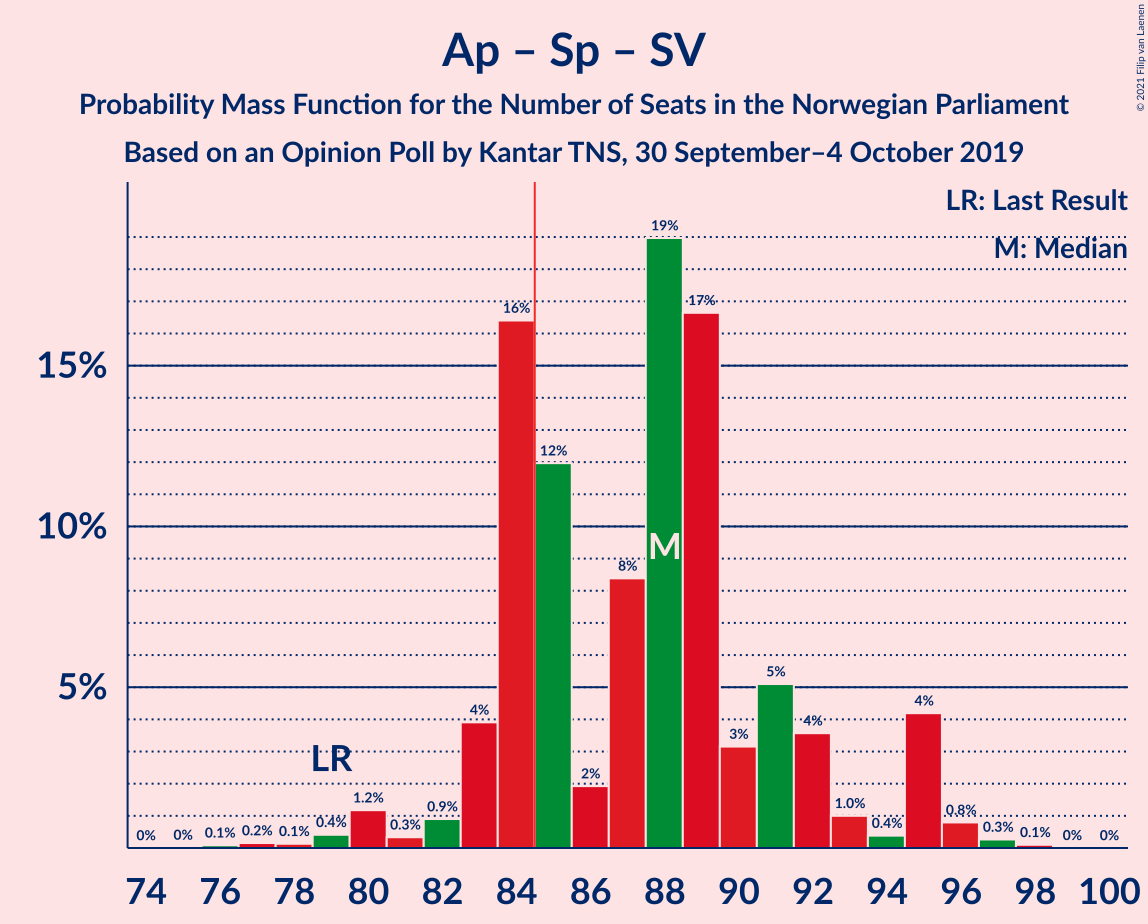 Ap – Sp – SV
Probability Mass Function for the Number of Seats in the Norwegian Parliament
Based on an Opinion Poll by Kantar TNS, 30 September–4 October 2019
© 2021 Filip van Laenen
LR: Last Result
M: Median
15%
10%
5%
0% 0% 0.1% 0.2% 0.1% 0.4% 1.2% 0.3% 0.9% 4% 16% 12% 2% 8% 19% 17% 3% 5% 4% 1.0% 0.4% 4% 0.8% 0.3% 0.1% 0% 0%
LR
M
74 76 78 80 82 84 86 88 90 92 94 96 98 100